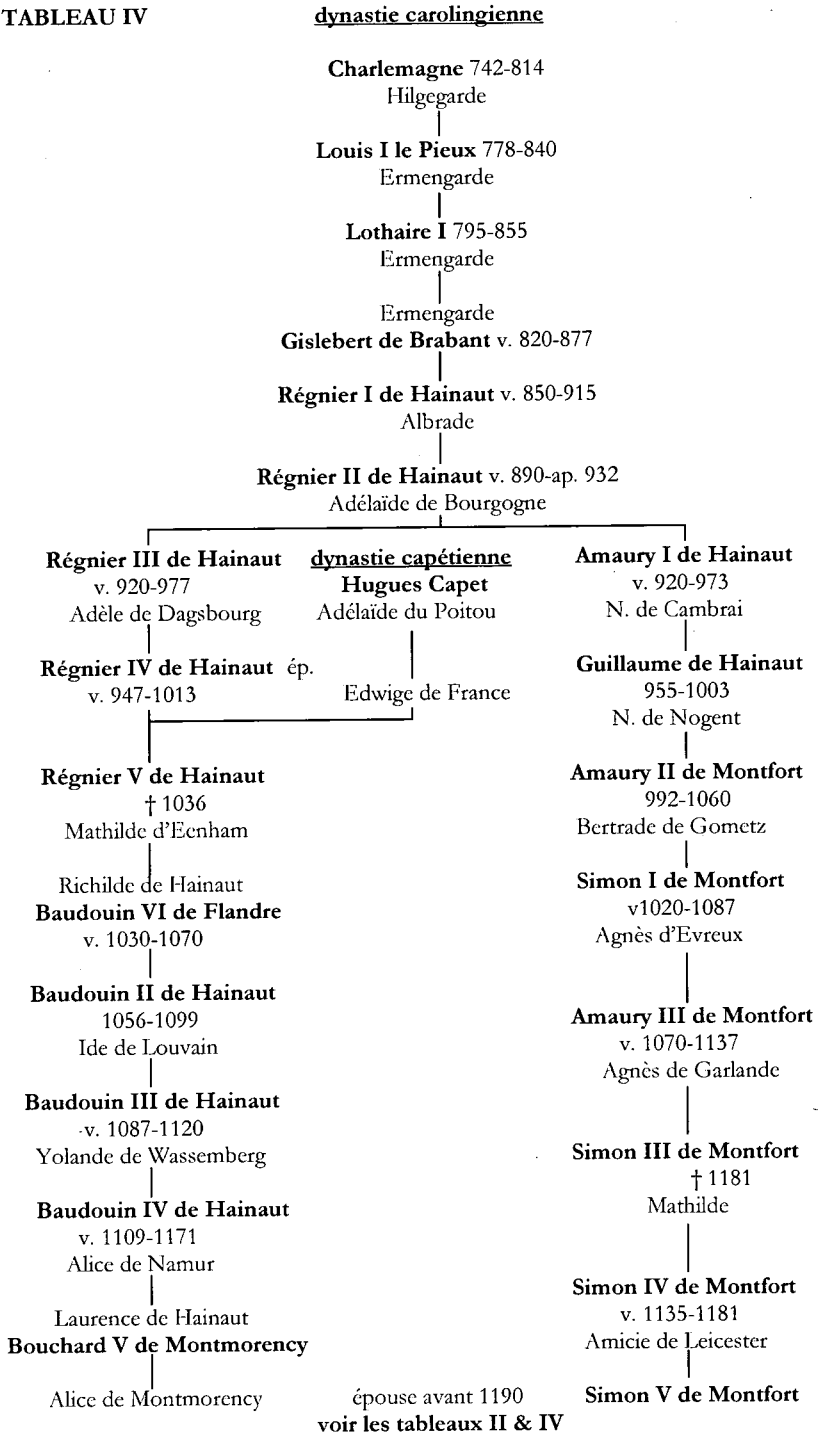 TABLEAU IV
dynastie carolingienne
Charlemagne 742-814
Hilgegarde
Louis I le Pieux 778-840
Ermengarde
Lothaire I 795-855
Ermengarde
Ermengarde
Gislebert de Brabant v. 820-877
Régnier I de Hainaut v. 850-915
Albrade
Régnier II de Hainaut v. 890-ap. 932
Adélaïde de Bourgogne
Régnier III de Hainaut
v. 920-977
Adèle de Dagsbourg
Régnier IV de Hainaut ép.
v. 947-1013
dynastie capétienne
Hugues Capet
Adélaïde du Poitou
Edwige de France
Régnier V de Hainaut
† 1036
Mathilde d'Eenham
Richilde de Hainaut
Baudouin VI de Flandre
v. 1030-1070
Baudouin II de Hainaut
1056-1099
Ide de Louvain
Baudouin III de Hainaut
v. 1087-1120
Yolande de Wassemberg
Baudouin IV de Hainaut
v. 1109-1171
Alice de Namur
Laurence de Hainaut
Bouchard V de Montmorency
Alice de Montmorency
Amaury I de Hainaut
v. 920-973
N. de Cambrai
Guillaume de Hainaut
955-1003
N. de Nogent
Amaury II de Montfort
992-1060
Bertrade de Gometz
Simon I de Montfort
v1020-1087
Agnès d'Evreux
Amaury III de Montfort
v. 1070-1137
Agnès de Garlande
Simon III de Montfort
† 1181
Mathilde
Simon IV de Montfort
v. 1135-1181
Amicie de Leicester
Simon V de Montfort
épouse avant 1190
voir les tableaux II & IV